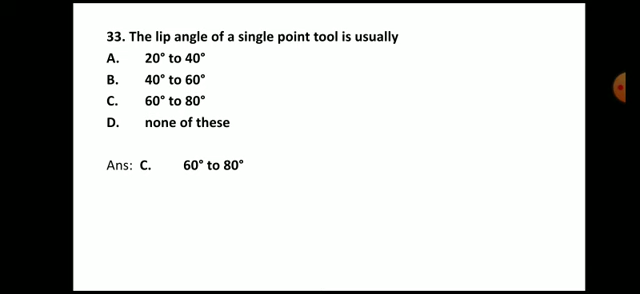 33. The lip angle of a single point tool is usually
A. 20° to 40°
B. 40° to 60°
C. 60° to 80°
D. none of these
Ans: C. 60° to 80°